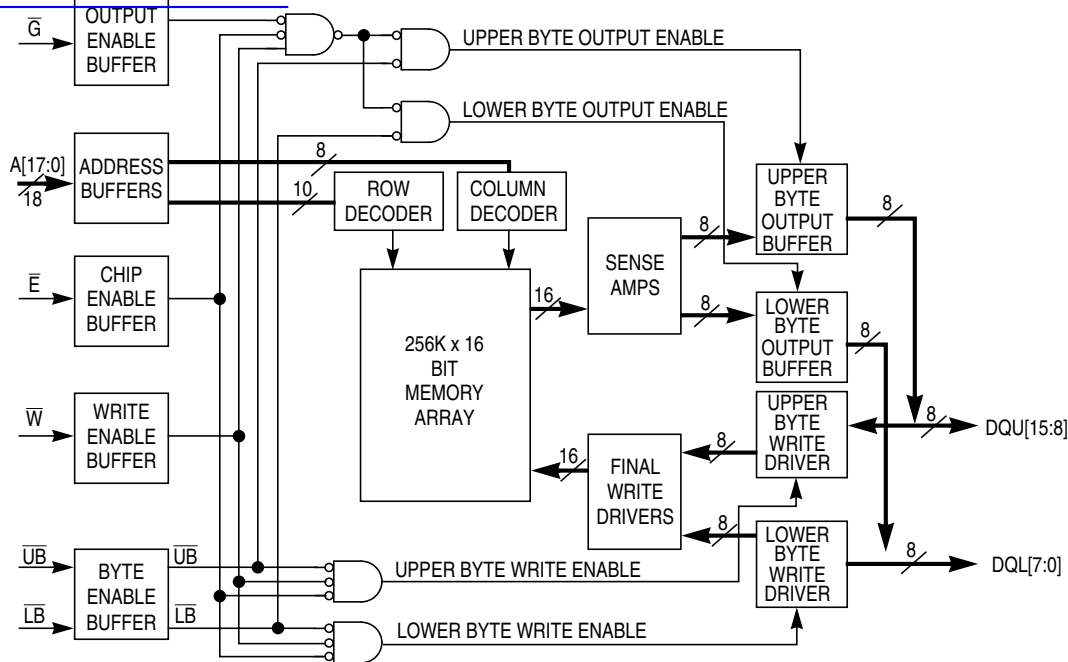 G̅
OUTPUT
ENABLE
BUFFER
UPPER BYTE OUTPUT ENABLE
LOWER BYTE OUTPUT ENABLE
A[17:0]
18
ADDRESS
BUFFERS
8
10
ROW
DECODER
COLUMN
DECODER
UPPER
BYTE
OUTPUT
BUFFER
8
E̅
CHIP
ENABLE
BUFFER
256K x 16
BIT
MEMORY
ARRAY
16
SENSE
AMPS
8
8
LOWER
BYTE
OUTPUT
BUFFER
8
W̅
WRITE
ENABLE
BUFFER
16
FINAL
WRITE
DRIVERS
8
8
UPPER
BYTE
WRITE
DRIVER
8
DQU[15:8]
LOWER
BYTE
WRITE
DRIVER
8
DQL[7:0]
U̅B̅
L̅B̅
BYTE
ENABLE
BUFFER
U̅B̅
L̅B̅
UPPER BYTE WRITE ENABLE
LOWER BYTE WRITE ENABLE